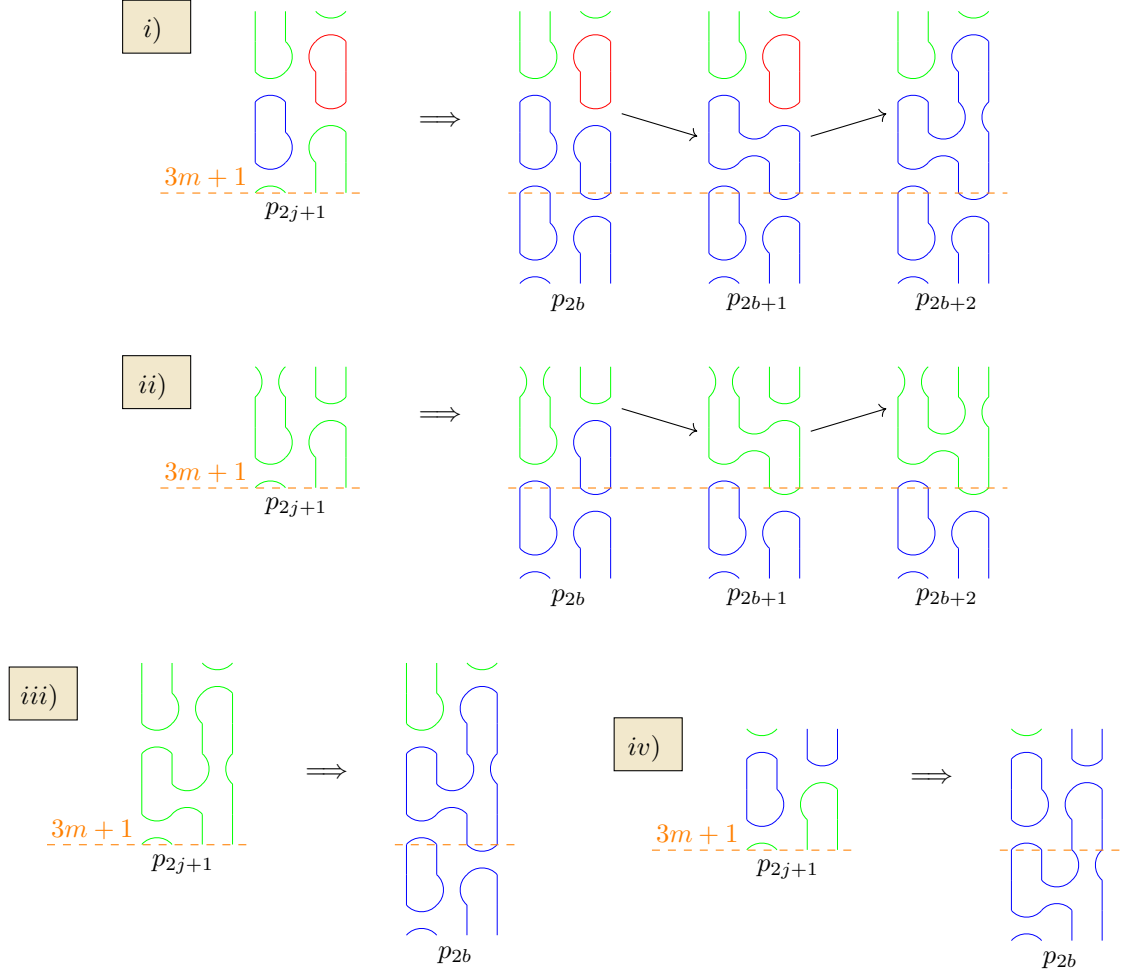 i)
3m + 1
p_{2j+1}
⟹
p_{2b}
p_{2b+1}
p_{2b+2}
ii)
3m + 1
p_{2j+1}
⟹
p_{2b}
p_{2b+1}
p_{2b+2}
iii)
3m + 1
p_{2j+1}
⟹
p_{2b}
iv)
3m + 1
p_{2j+1}
⟹
p_{2b}